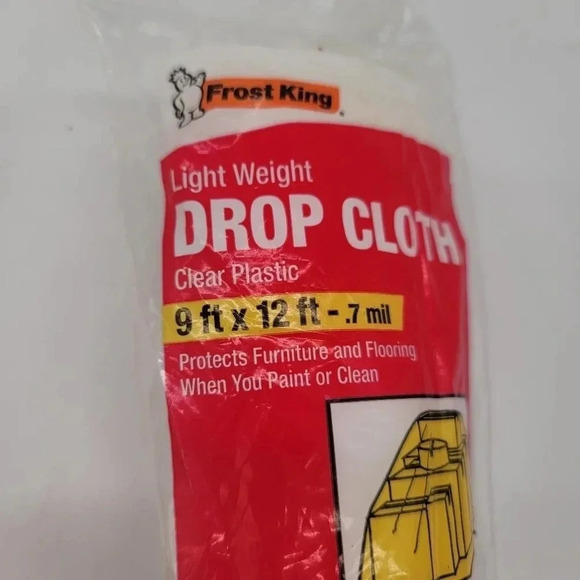 Frost King
Light Weight
DROP CLOTH
Clear Plastic
9 ft x 12 ft - .7 mil
Protects Furniture and Flooring
When You Paint or Clean